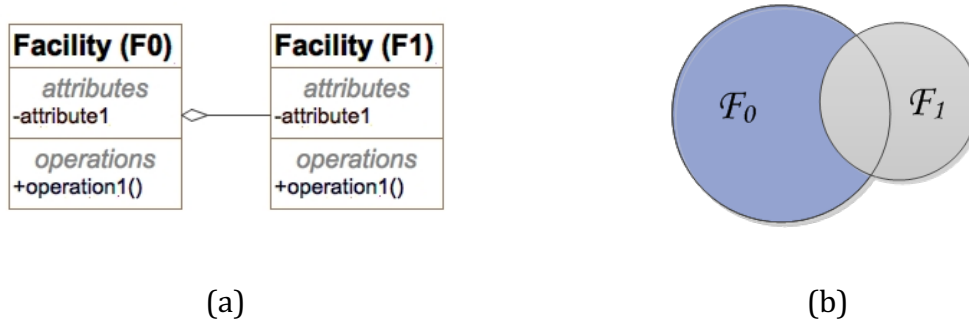 Facility (F0)
attributes
-attribute1
operations
+operation1()
Facility (F1)
attributes
-attribute1
operations
+operation1()
(a)
ℱ0
ℱ1
(b)